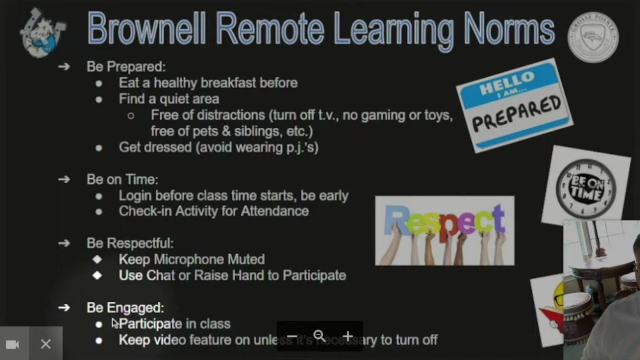 Brownell Remote Learning Norms
➔ Be Prepared:
● Eat a healthy breakfast before
● Find a quiet area
○ Free of distractions (turn off t.v., no gaming or toys,
free of pets & siblings, etc.)
● Get dressed (avoid wearing p.j.'s)
HELLO
I AM...
PREPARED
➔ Be on Time:
● Login before class time starts, be early
● Check-in Activity for Attendance
BE ON
TIME
Respect
➔ Be Respectful:
◆ Keep Microphone Muted
◆ Use Chat or Raise Hand to Participate
➔ Be Engaged:
● Participate in class
● Keep video feature on unless it's necessary to turn off